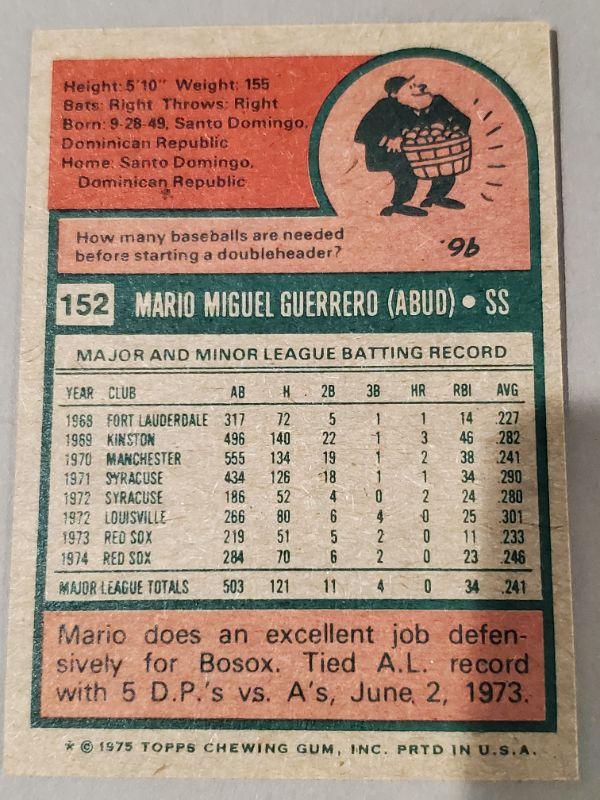 Height: 5'10" Weight: 155
Bats: Right Throws: Right
Born: 9-28-49, Santo Domingo,
Dominican Republic
Home: Santo Domingo,
Dominican Republic
How many baseballs are needed
before starting a doubleheader?
96.
152 MARIO MIGUEL GUERRERO (ABUD) • SS
MAJOR AND MINOR LEAGUE BATTING RECORD
YEAR CLUB AB H 2B 3B HR RBI AVG
1968 FORT LAUDERDALE 317 72 5 1 1 14 .227
1969 KINSTON 496 140 22 1 3 46 .282
1970 MANCHESTER 555 134 19 1 2 38 .241
1971 SYRACUSE 434 126 18 1 1 34 .290
1972 SYRACUSE 186 52 4 0 2 24 .280
1972 LOUISVILLE 266 80 6 4 0 25 .301
1973 RED SOX 219 51 5 2 0 11 .233
1974 RED SOX 284 70 6 2 0 23 .246
MAJOR LEAGUE TOTALS 503 121 11 4 0 34 .241
Mario does an excellent job defen-
sively for Bosox. Tied A.L. record
with 5 D.P.'s vs. A's, June 2, 1973.
* © 1975 TOPPS CHEWING GUM, INC. PRTD IN U.S.A.